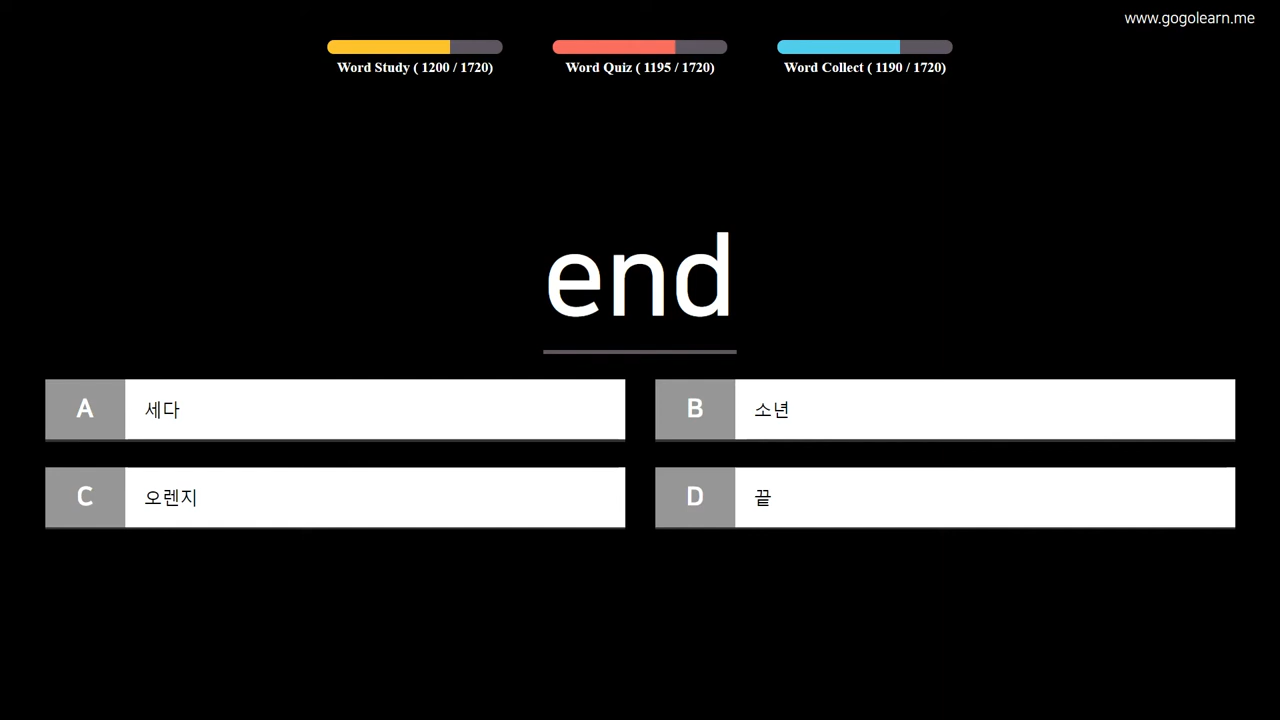 www.gogolearn.me
Word Study ( 1200 / 1720)
Word Quiz ( 1195 / 1720)
Word Collect ( 1190 / 1720)
end
A 세다
B 소년
C 오렌지
D 끝